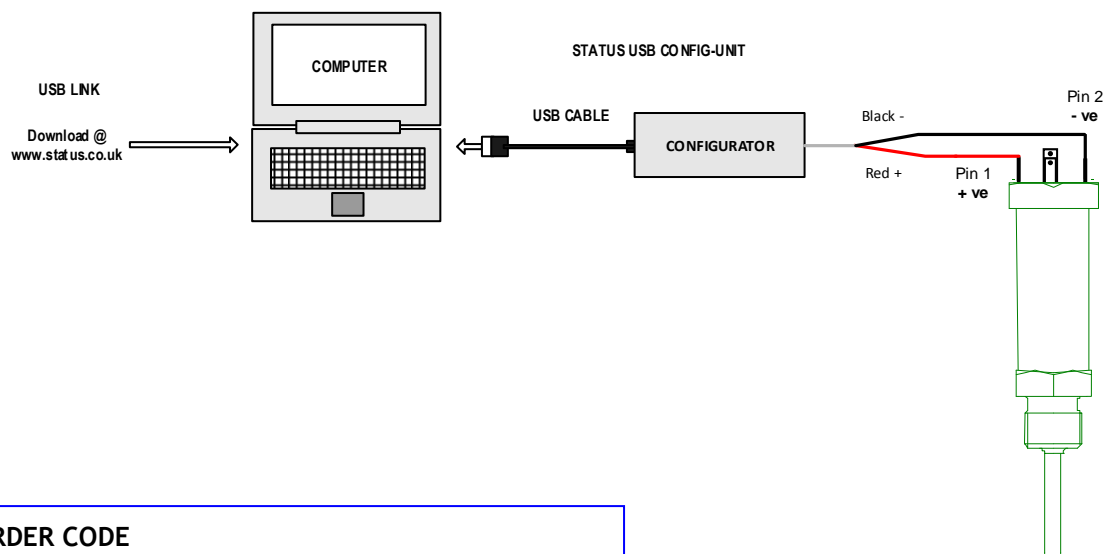 COMPUTER
STATUS USB CONFIG-UNIT
USB LINK
Download @
www.status.co.uk
USB CABLE
CONFIGURATOR
Black -
Red +
Pin 2
- ve
Pin 1
+ ve
RDER CODE